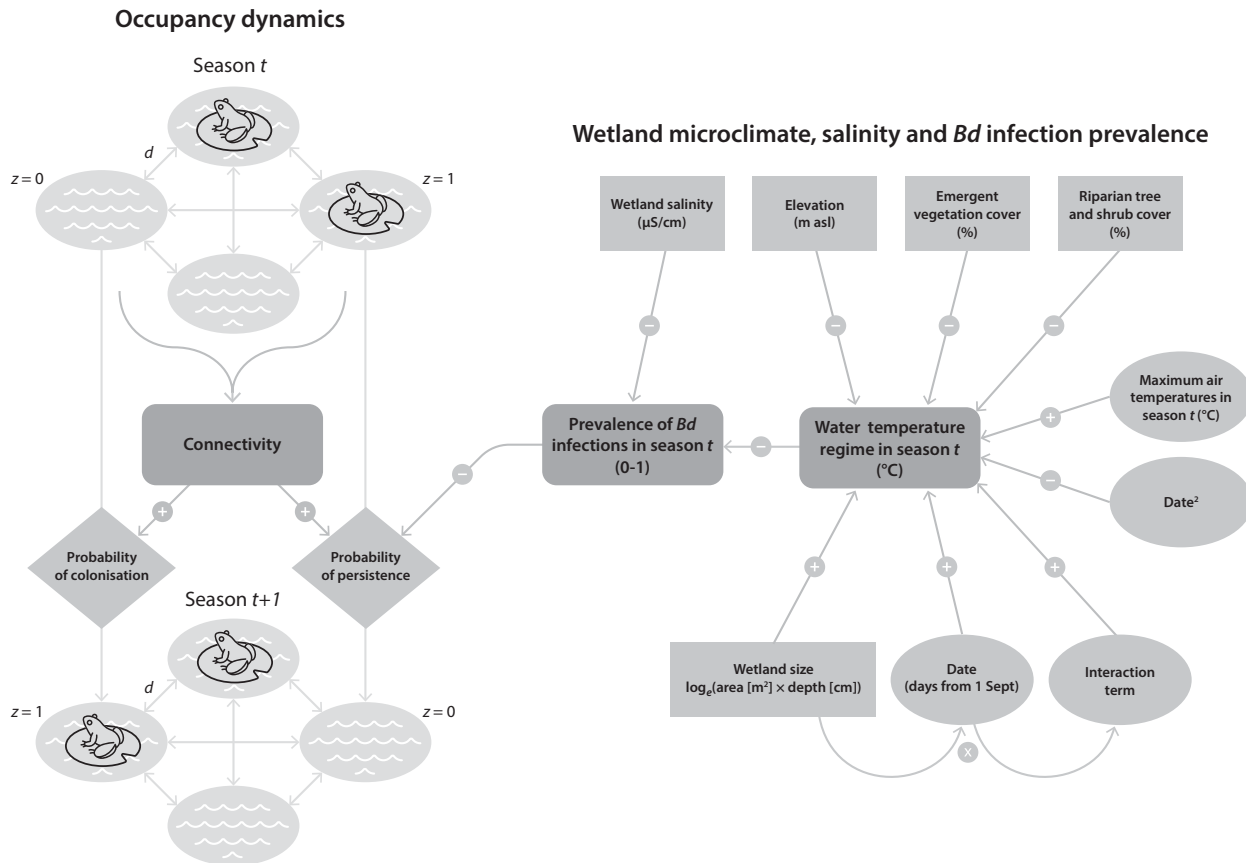 Occupancy dynamics
Season t
d
z=0
z=1
Wetland microclimate, salinity and Bd infection prevalence
Wetland salinity
(µS/cm)
Elevation
(m asl)
Emergent
vegetation cover
(%)
Riparian tree
and shrub cover
(%)
−
−
−
−
Maximum air
temperatures in
season t (°C)
+
Connectivity
Prevalence of Bd
infections in season t
(0-1)
Water temperature
regime in season t
(°C)
−
−
−
Date²
+
+
Probability
of colonisation
Probability
of persistence
+
+
+
Season t+1
d
z=1
z=0
Wetland size
logₑ(area [m²] × depth [cm])
Date
(days from 1 Sept)
Interaction
term
x